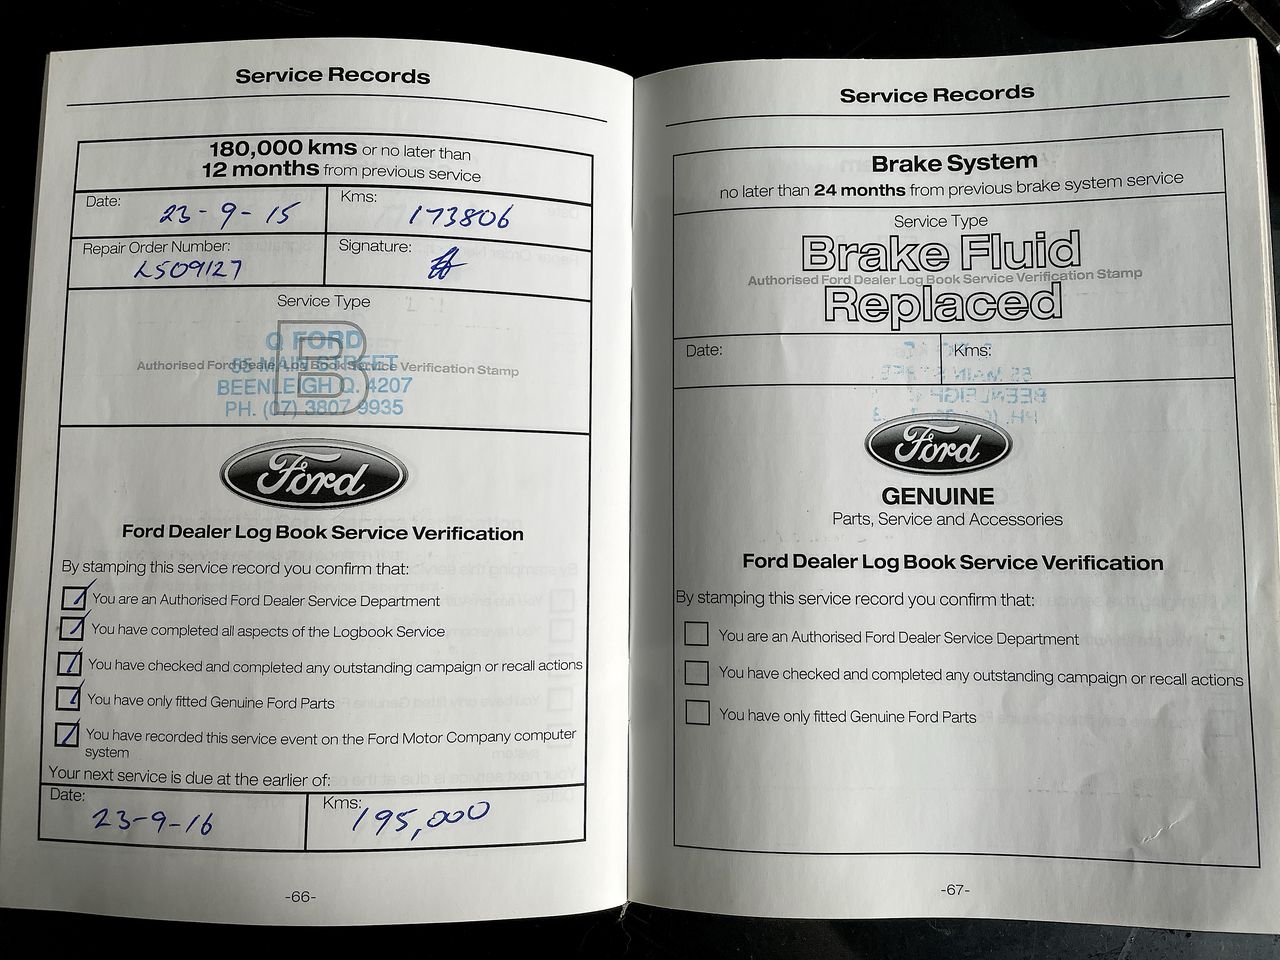 Service Records
180,000 kms or no later than
12 months from previous service
Date: 23-9-15
Kms: 173806
Repair Order Number: LS09127
Signature:
Service Type
B
Authorised Ford Dealer Log Book Service Verification Stamp
Q FORD
55 MAIN STREET
BEENLEIGH Q. 4207
PH. (07) 3807 9935
Ford
Ford Dealer Log Book Service Verification
By stamping this service record you confirm that:
You are an Authorised Ford Dealer Service Department
You have completed all aspects of the Logbook Service
You have checked and completed any outstanding campaign or recall actions
You have only fitted Genuine Ford Parts
You have recorded this service event on the Ford Motor Company computer
system
Your next service is due at the earlier of:
Date: 23-9-16
Kms: 195,000
-66-
Service Records
Brake System
no later than 24 months from previous brake system service
Service Type
Brake Fluid
Authorised Ford Dealer Log Book Service Verification Stamp
Replaced
Date:
Kms:
Ford
GENUINE
Parts, Service and Accessories
Ford Dealer Log Book Service Verification
By stamping this service record you confirm that:
You are an Authorised Ford Dealer Service Department
You have checked and completed any outstanding campaign or recall actions
You have only fitted Genuine Ford Parts
-67-